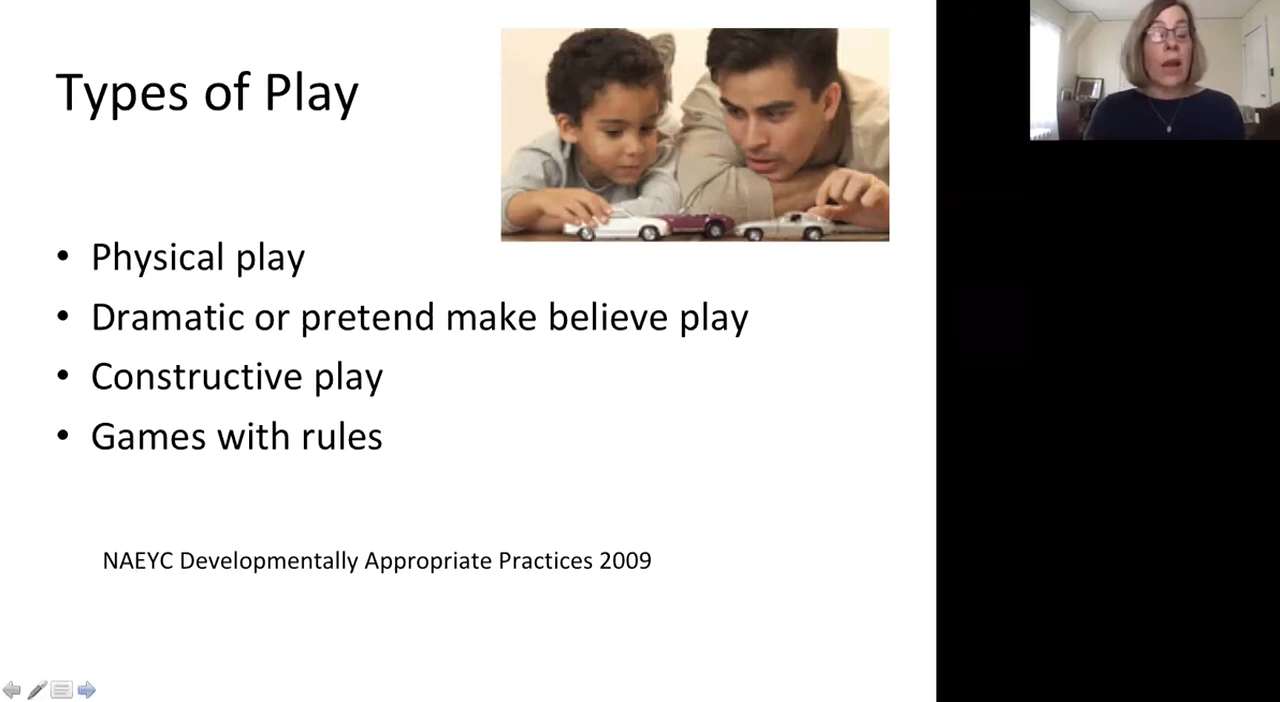 Types of Play
• Physical play
• Dramatic or pretend make believe play
• Constructive play
• Games with rules
NAEYC Developmentally Appropriate Practices 2009